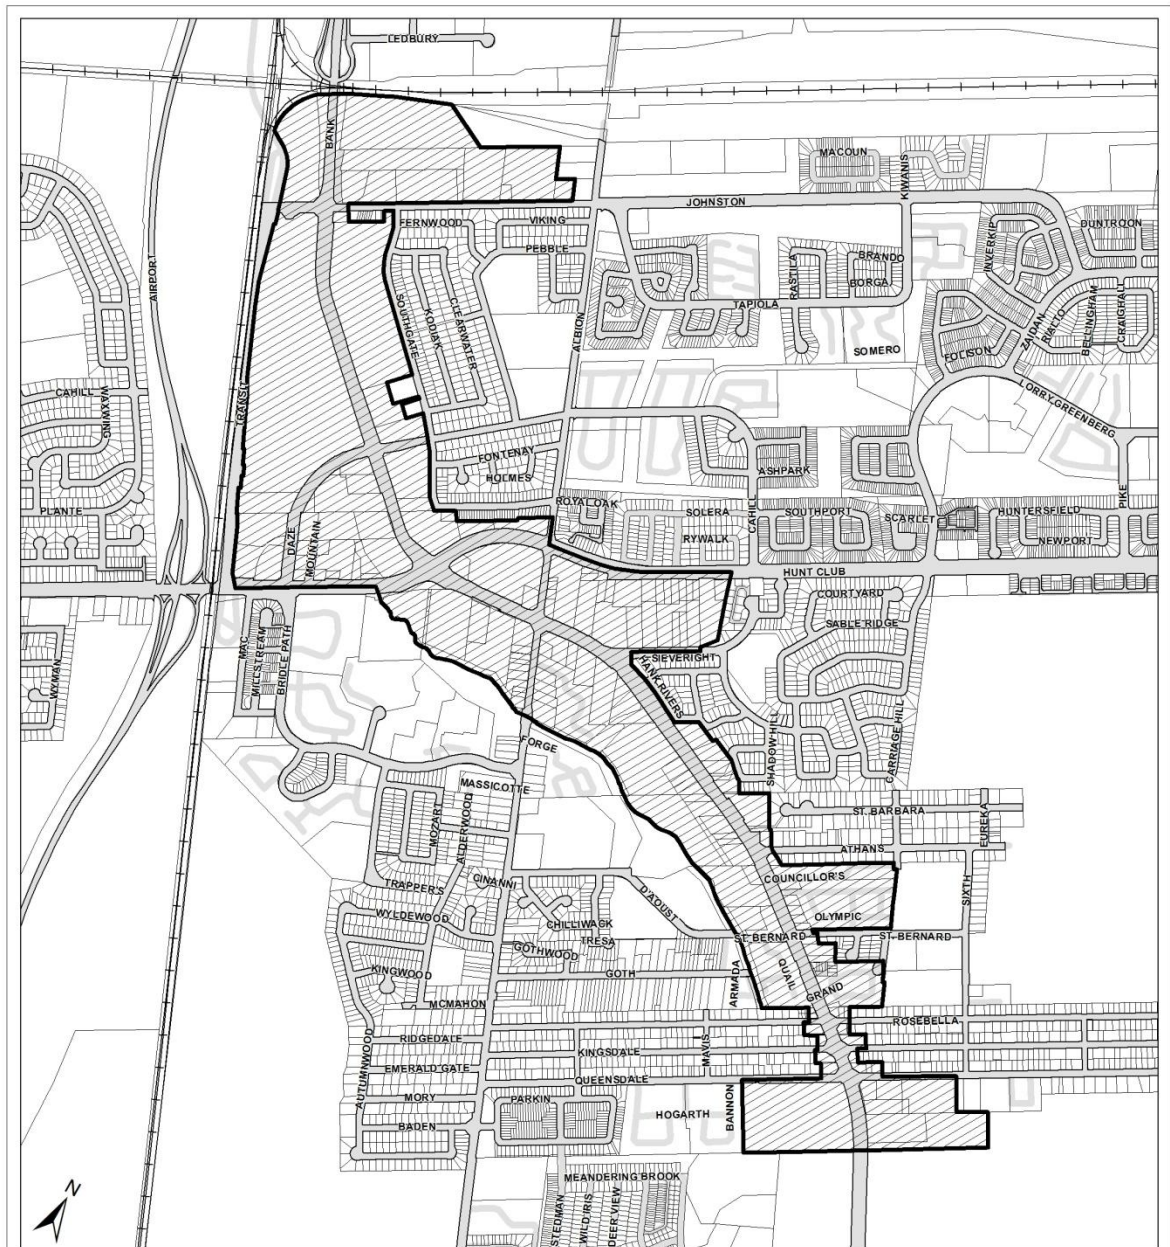 LEDBURY
BANK
MACOUN
KIWANIS
JOHNSTON
FERNWOOD
VIKING
PEBBLE
DUNTROON
INVERKIP
AIRPORT
BRANDO
RASTILA
BORGA
TAPIOLA
SOUTHGATE
KODAK
CLEARWATER
ALBION
SOMERO
FOLISON
ZAIDAN
RIALTO
BELLINGHAM
CRAIGHALL
TRANSIT
CAHILL
WAXWING
LORRY GREENBERG
FONTENAY
HOLMES
ASHPARK
PLANTE
ROYAL OAK
SOLERA
CAHILL
SOUTHPORT
SCARLET
HUNTERSFIELD
PIKE
DAZE
MOUNTAIN
RYWALK
NEWPORT
HUNT CLUB
COURTYARD
SABLE RIDGE
WYMAN
MAC
MILLSTREAM
BRIDLE PATH
SIEVERIGHT
HANK RIVERS
SHADOW HILL
CARRIAGE HILL
FORGE
MASSICOTTE
MOZART
ALDERWOOD
ST. BARBARA
EUREKA
ATHANS
TRAPPER'S
CINANNI
COUNCILLOR'S
SIXTH
D'AOUST
WYLDEWOOD
CHILLIWACK
TRESA
OLYMPIC
ST. BERNARD
ST. BERNARD
GOTHWOOD
KINGWOOD
GOTH
ARMADA
QUAIL
GRAND
MCMAHON
ROSEBELLA
AUTUMNWOOD
RIDGEDALE
KINGSDALE
MAVIS
EMERALD GATE
QUEENSDALE
MORY
PARKIN
HOGARTH
BANNON
BADEN
MEANDERING BROOK
STEDMAN
WILD IRIS
DEER VIEW
N